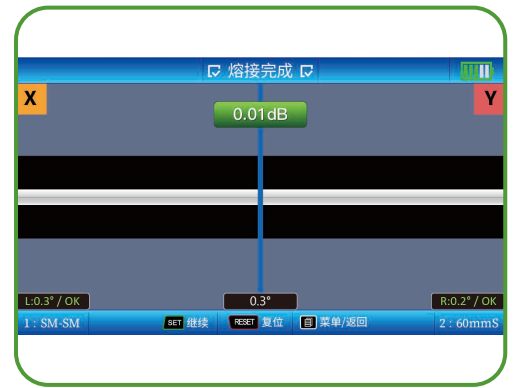 熔接完成
X
Y
0.01dB
L:0.3° / OK
0.3°
R:0.2° / OK
1 : SM-SM
SET 继续
RESET 复位
菜单/返回
2 : 60mmS